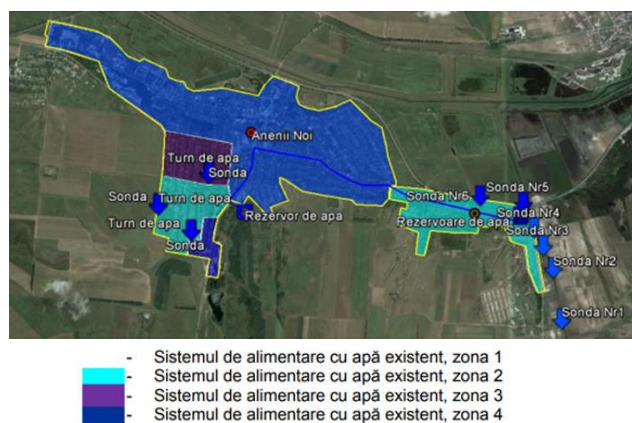 Anenii Noi
Turn de apa
Sonda
Sonda
Turn de apa
Rezervor de apa
Turn de apa
Sonda
Sonda Nr6
Sonda Nr5
Rezervoare de apa
Sonda Nr4
Sonda Nr3
Sonda Nr2
Sonda Nr1
- Sistemul de alimentare cu apă existent, zona 1
- Sistemul de alimentare cu apă existent, zona 2
- Sistemul de alimentare cu apă existent, zona 3
- Sistemul de alimentare cu apă existent, zona 4